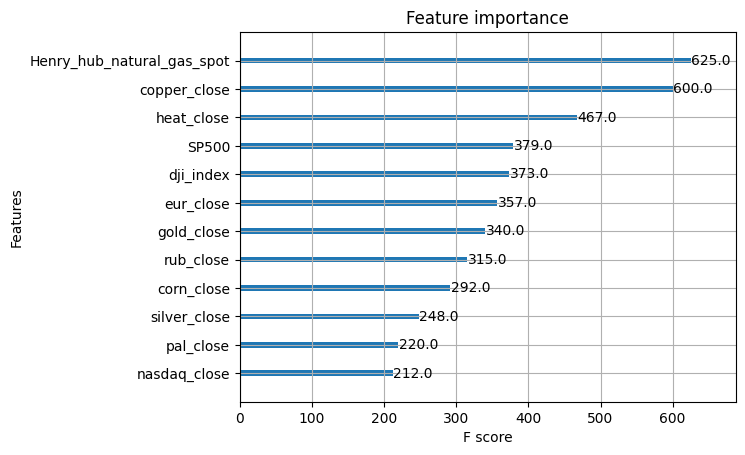 Feature importance
Features
Henry_hub_natural_gas_spot 625.0
copper_close 600.0
heat_close 467.0
SP500 379.0
dji_index 373.0
eur_close 357.0
gold_close 340.0
rub_close 315.0
corn_close 292.0
silver_close 248.0
pal_close 220.0
nasdaq_close 212.0
0 100 200 300 400 500 600
F score